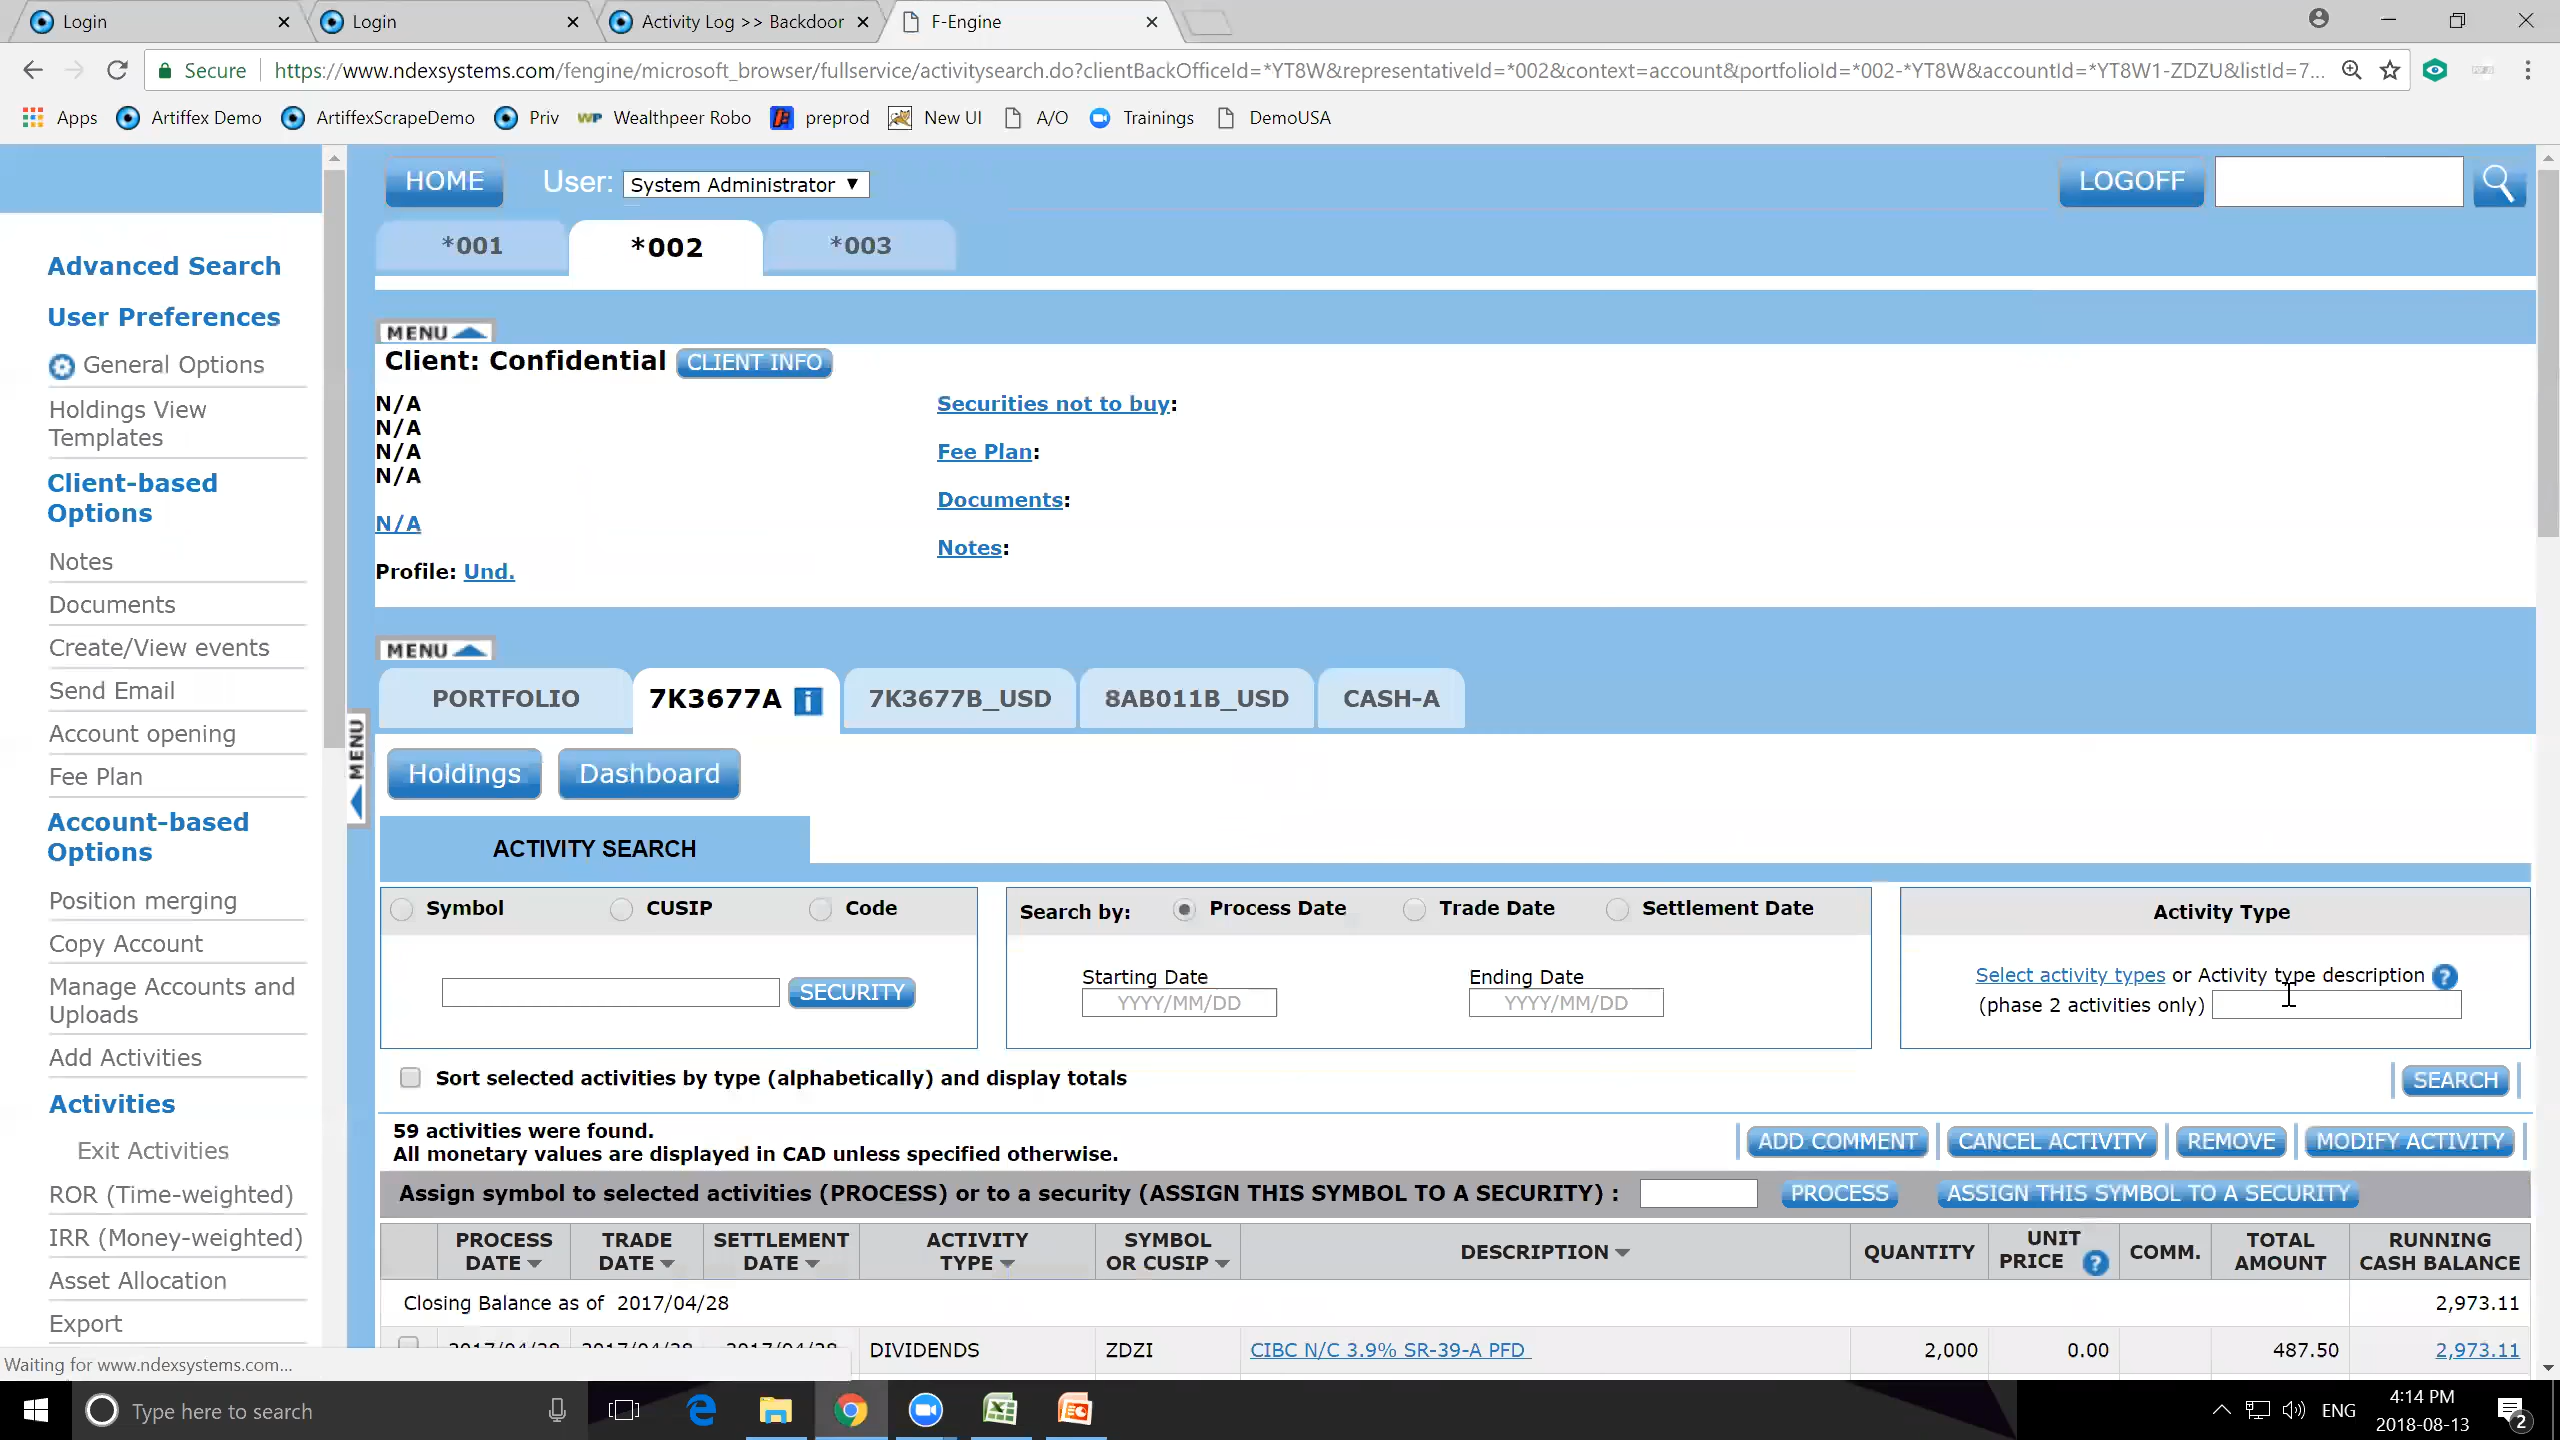 Login
Login
Activity Log >> Backdoor
F-Engine
Secure
https://www.ndexsystems.com/fengine/microsoft_browser/fullservice/activitysearch.do?clientBackOfficeId=*YT8W&representativeId=*002&context=account&portfolioId=*002-*YT8W&accountId=*YT8W1-ZDZU&listId=7...
Apps
Artiffex Demo
ArtiffexScrapeDemo
Priv
Wealthpeer Robo
preprod
New UI
A/O
Trainings
DemoUSA
HOME
User:
System Administrator
LOGOFF
*001
*002
*003
Advanced Search
User Preferences
General Options
Holdings View
Templates
Client-based
Options
Notes
Documents
Create/View events
Send Email
Account opening
Fee Plan
Account-based
Options
Position merging
Copy Account
Manage Accounts and
Uploads
Add Activities
Activities
Exit Activities
ROR (Time-weighted)
IRR (Money-weighted)
Asset Allocation
Export
MENU
MENU
Client: Confidential
CLIENT INFO
N/A
N/A
N/A
N/A
N/A
Profile: Und.
Securities not to buy:
Fee Plan:
Documents:
Notes:
MENU
PORTFOLIO
7K3677A i
7K3677B_USD
8AB011B_USD
CASH-A
Holdings
Dashboard
ACTIVITY SEARCH
Symbol
CUSIP
Code
SECURITY
Search by:
Process Date
Trade Date
Settlement Date
Starting Date
Ending Date
YYYY/MM/DD
YYYY/MM/DD
Activity Type
Select activity types or Activity type description ?
(phase 2 activities only)
Sort selected activities by type (alphabetically) and display totals
SEARCH
59 activities were found.
All monetary values are displayed in CAD unless specified otherwise.
ADD COMMENT
CANCEL ACTIVITY
REMOVE
MODIFY ACTIVITY
Assign symbol to selected activities (PROCESS) or to a security (ASSIGN THIS SYMBOL TO A SECURITY) :
PROCESS
ASSIGN THIS SYMBOL TO A SECURITY
PROCESS
DATE
TRADE
DATE
SETTLEMENT
DATE
ACTIVITY
TYPE
SYMBOL
OR CUSIP
DESCRIPTION
QUANTITY
UNIT
PRICE ?
COMM.
TOTAL
AMOUNT
RUNNING
CASH BALANCE
Closing Balance as of 2017/04/28
2,973.11
2017/04/28
2017/04/28
2017/04/28
DIVIDENDS
ZDZI
CIBC N/C 3.9% SR-39-A PFD
2,000
0.00
487.50
2,973.11
Waiting for www.ndexsystems.com...
Type here to search
ENG
4:14 PM
2018-08-13
2